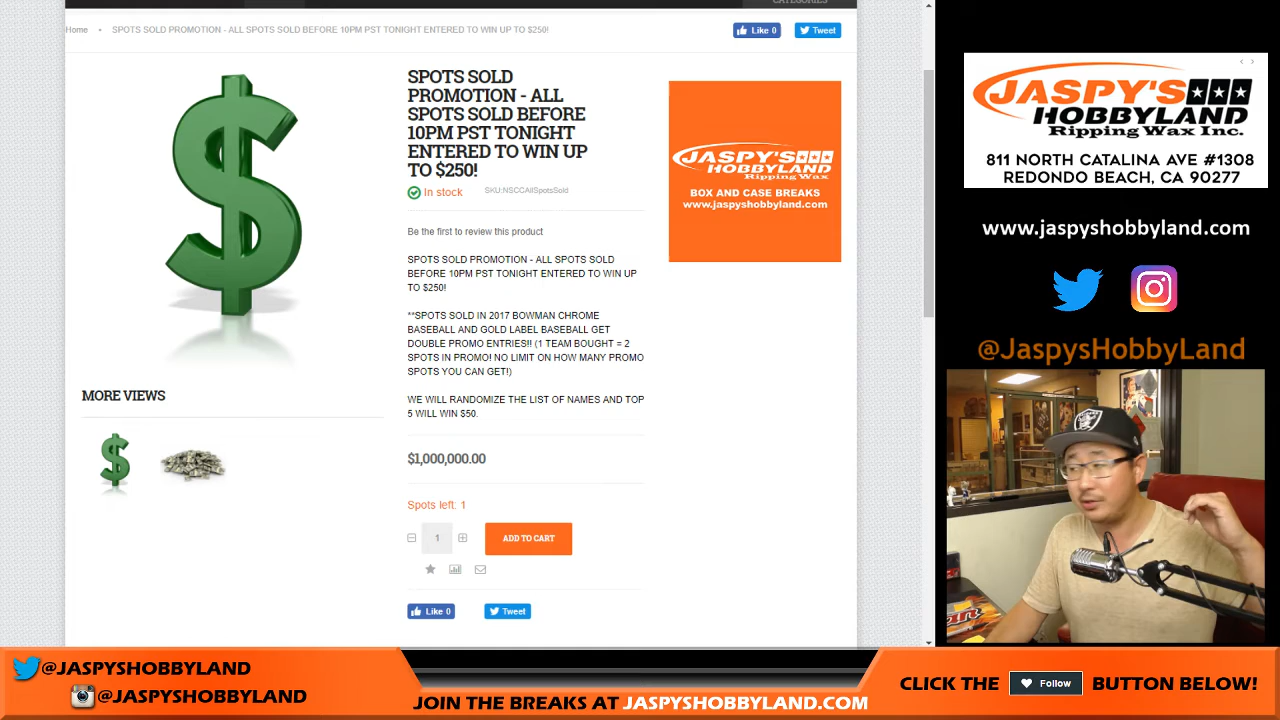 CATEGORIES
Home • SPOTS SOLD PROMOTION - ALL SPOTS SOLD BEFORE 10PM PST TONIGHT ENTERED TO WIN UP TO $250!
Like 0
Tweet
SPOTS SOLD
PROMOTION - ALL
SPOTS SOLD BEFORE
10PM PST TONIGHT
ENTERED TO WIN UP
TO $250!
In stock
SKU:NSCCAllSpotsSold
Be the first to review this product
SPOTS SOLD PROMOTION - ALL SPOTS SOLD
BEFORE 10PM PST TONIGHT ENTERED TO WIN UP
TO $250!
**SPOTS SOLD IN 2017 BOWMAN CHROME
BASEBALL AND GOLD LABEL BASEBALL GET
DOUBLE PROMO ENTRIES!! (1 TEAM BOUGHT = 2
SPOTS IN PROMO! NO LIMIT ON HOW MANY PROMO
SPOTS YOU CAN GET!)
WE WILL RANDOMIZE THE LIST OF NAMES AND TOP
5 WILL WIN $50.
$1,000,000.00
Spots left: 1
1
ADD TO CART
Like 0
Tweet
MORE VIEWS
JASPY'S
HOBBYLAND
Ripping Wax
BOX AND CASE BREAKS
www.jaspyshobbyland.com
JASPY'S
HOBBYLAND
Ripping Wax Inc.
811 NORTH CATALINA AVE #1308
REDONDO BEACH, CA 90277
www.jaspyshobbyland.com
@JaspysHobbyLand
RAIDERS
@JASPYSHOBBYLAND
@JASPYSHOBBYLAND
JOIN THE BREAKS AT JASPYSHOBBYLAND.COM
CLICK THE Follow BUTTON BELOW!